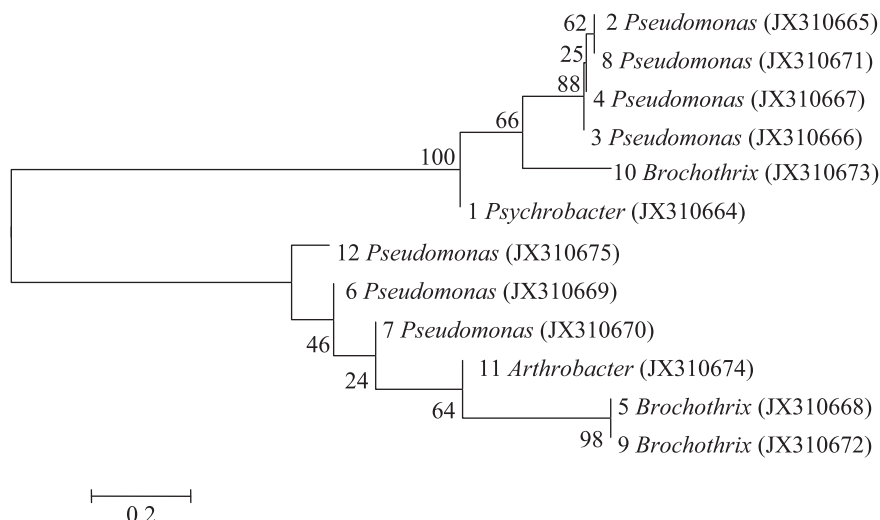 62 2 Pseudomonas (JX310665)
25 8 Pseudomonas (JX310671)
88 4 Pseudomonas (JX310667)
66 3 Pseudomonas (JX310666)
100 10 Brochothrix (JX310673)
1 Psychrobacter (JX310664)
12 Pseudomonas (JX310675)
6 Pseudomonas (JX310669)
46 7 Pseudomonas (JX310670)
24 11 Arthrobacter (JX310674)
64 5 Brochothrix (JX310668)
98 9 Brochothrix (JX310672)
0.2